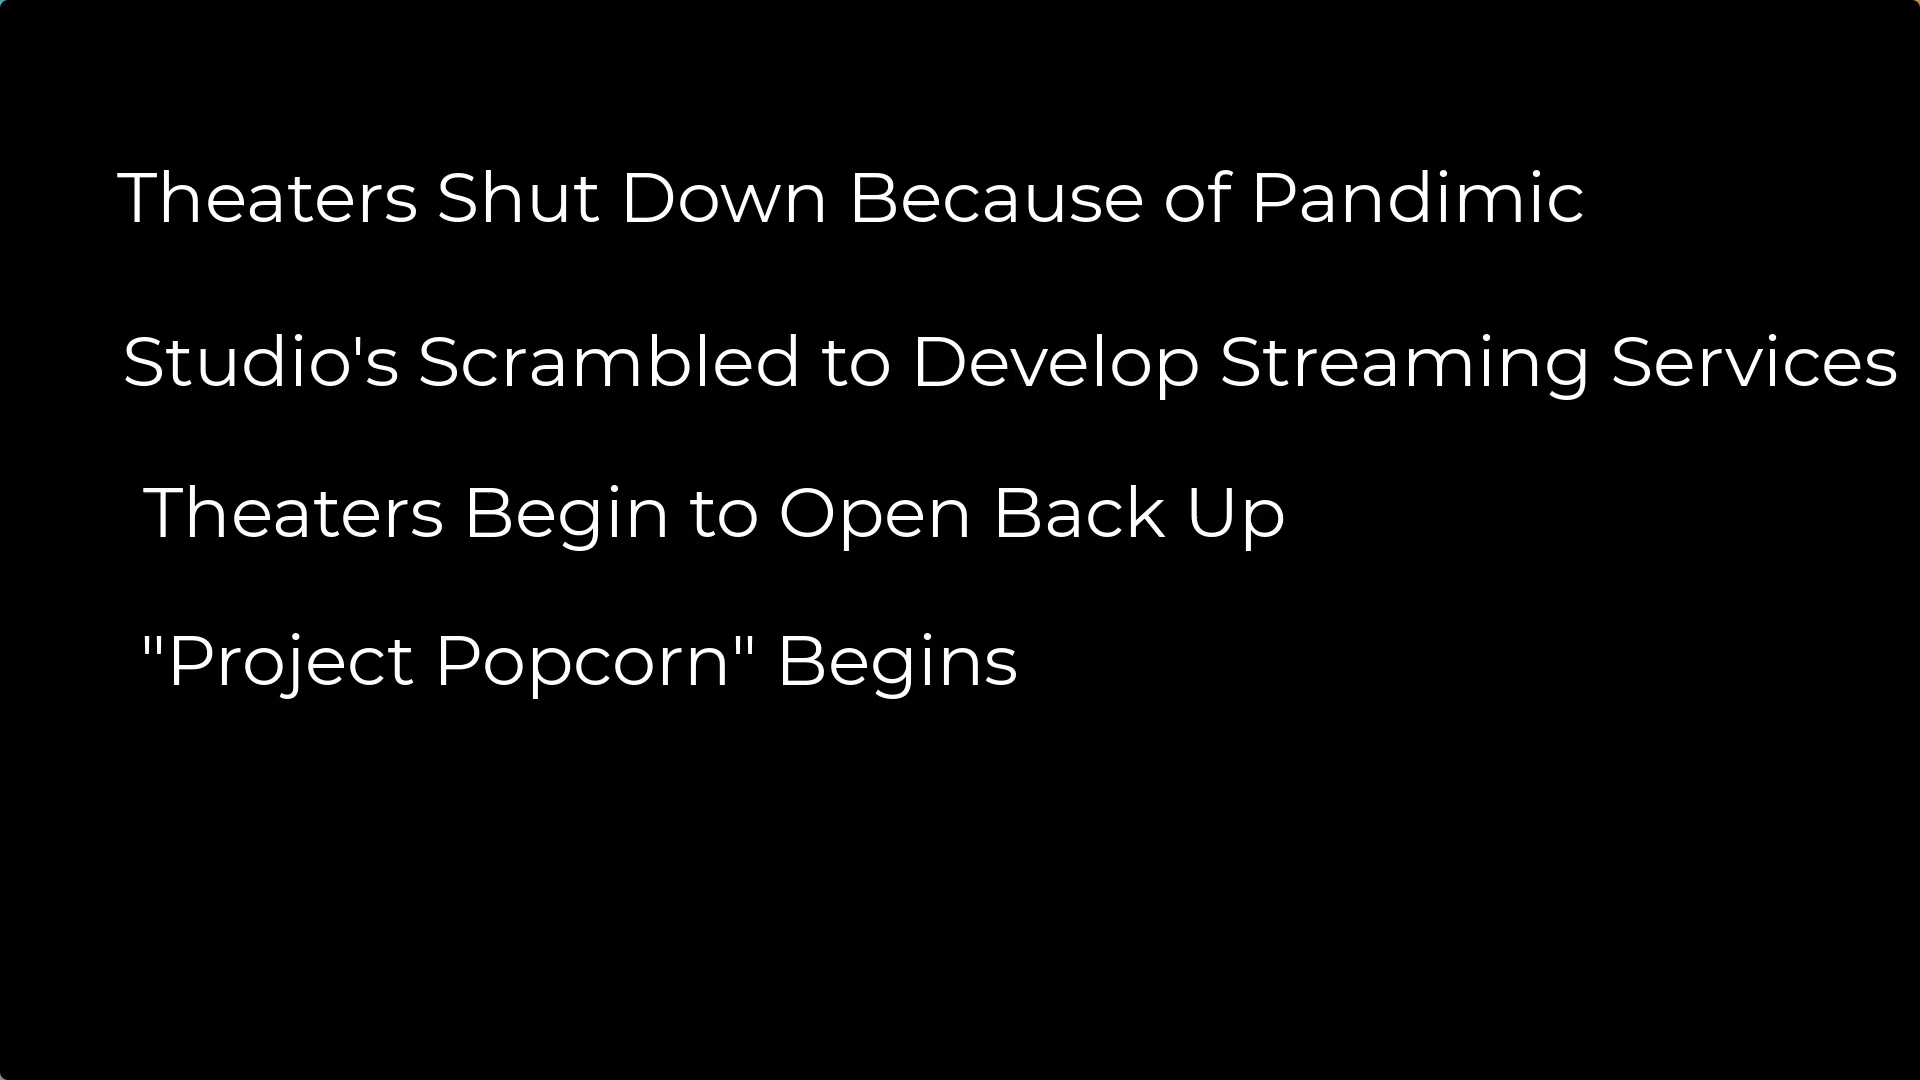 Theaters Shut Down Because of Pandimic
Studio's Scrambled to Develop Streaming Services
Theaters Begin to Open Back Up
"Project Popcorn" Begins